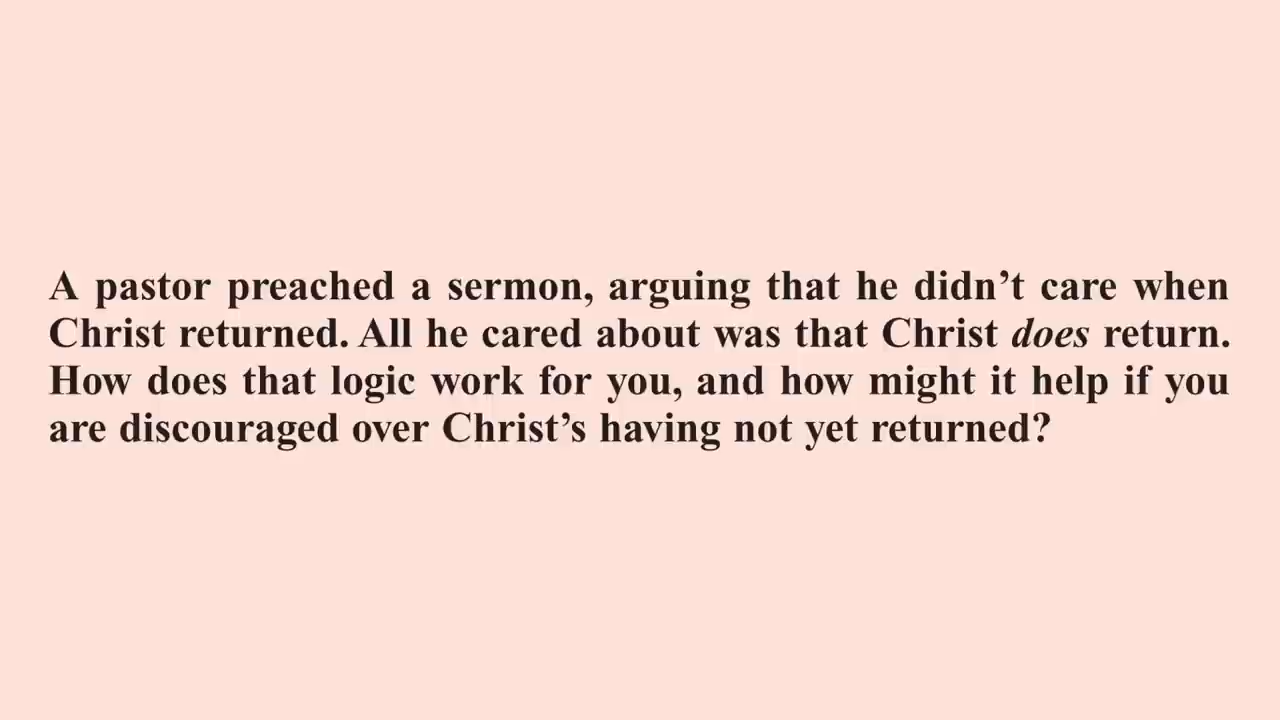 A pastor preached a sermon, arguing that he didn’t care when
Christ returned. All he cared about was that Christ does return.
How does that logic work for you, and how might it help if you
are discouraged over Christ’s having not yet returned?